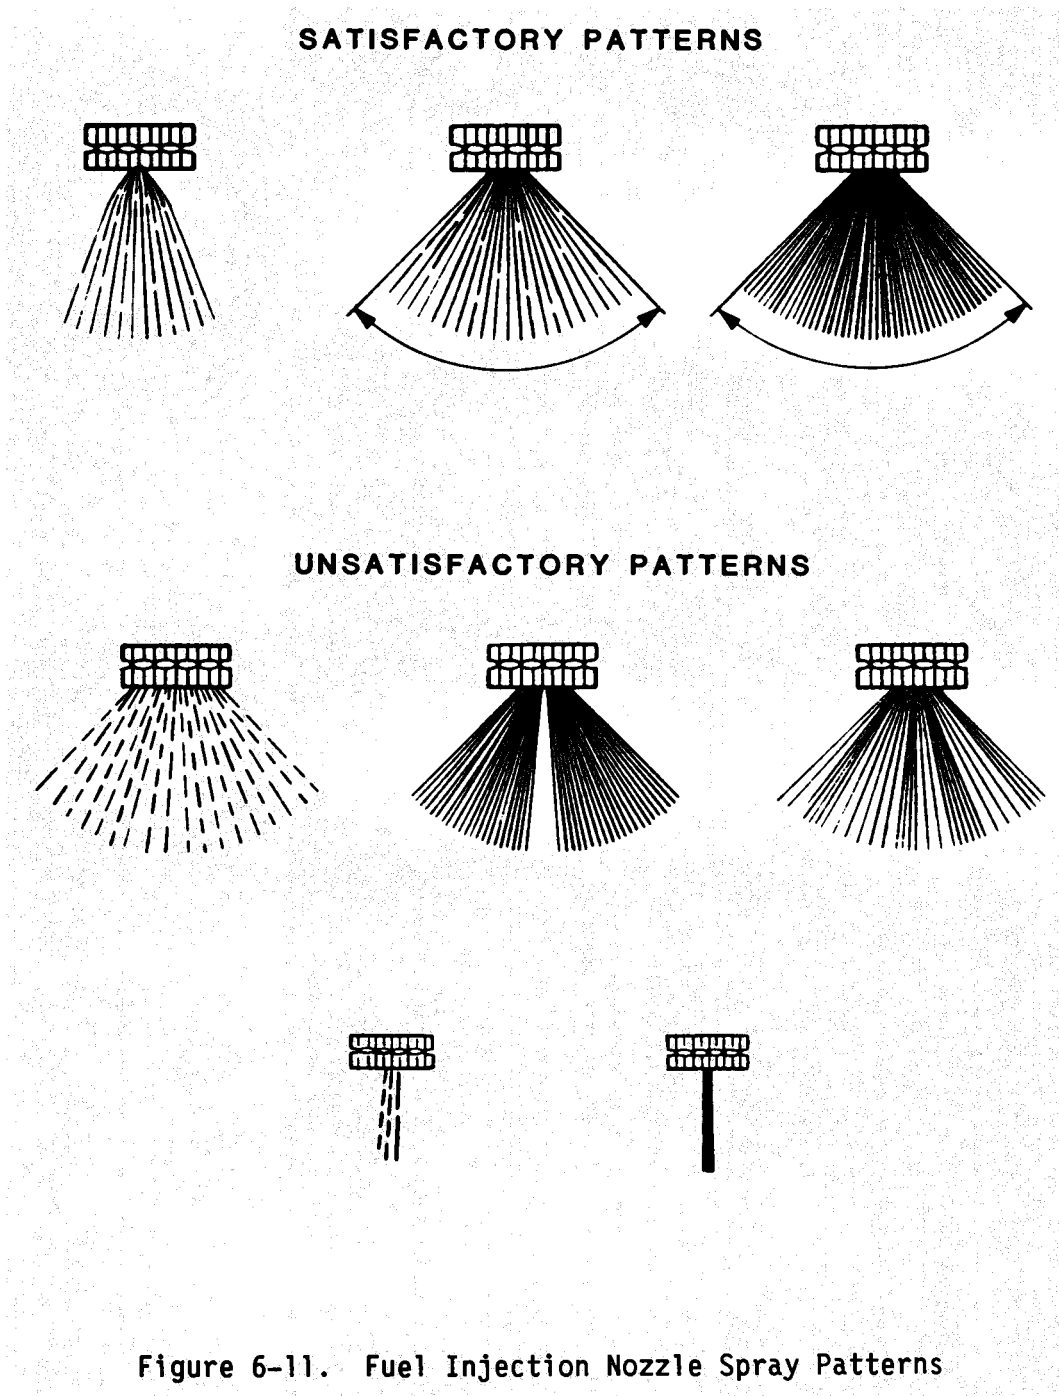 SATISFACTORY PATTERNS
UNSATISFACTORY PATTERNS
Figure 6-11. Fuel Injection Nozzle Spray Patterns